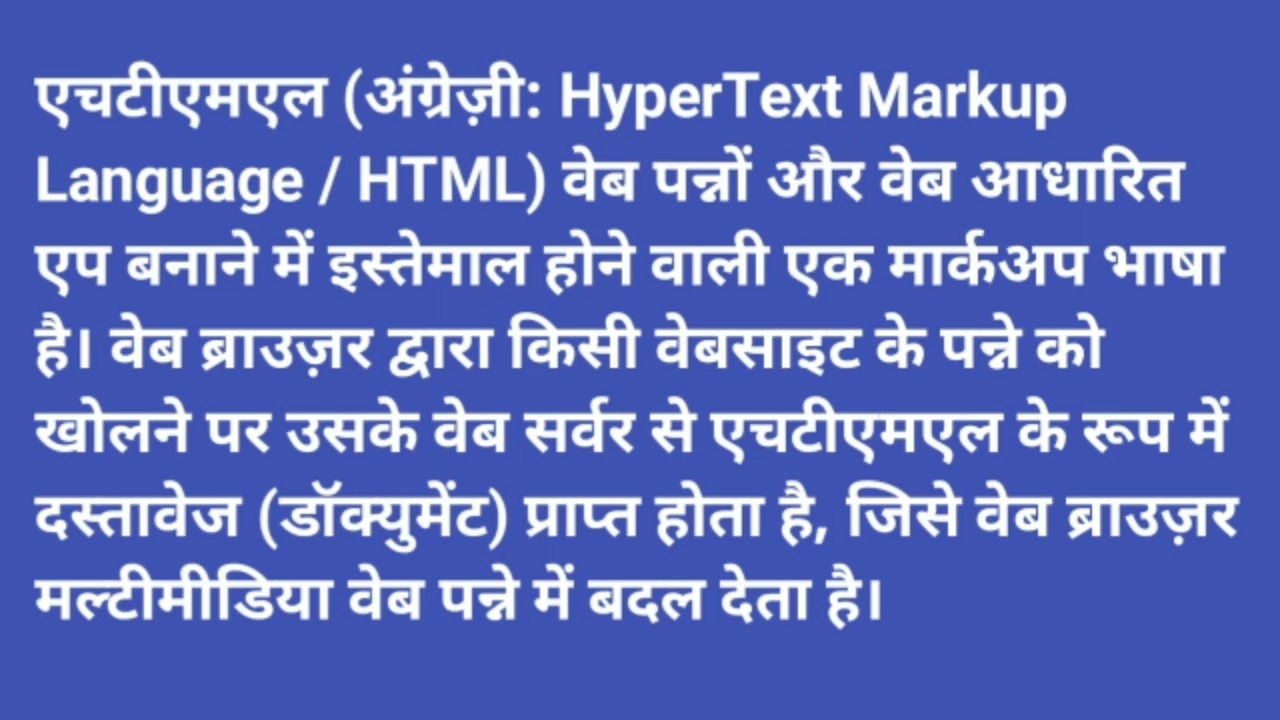 एचटीएमएल (अंग्रेज़ी: HyperText Markup
Language / HTML) वेब पन्नों और वेब आधारित
एप बनाने में इस्तेमाल होने वाली एक मार्कअप भाषा
है। वेब ब्राउज़र द्वारा किसी वेबसाइट के पन्ने को
खोलने पर उसके वेब सर्वर से एचटीएमएल के रूप में
दस्तावेज (डॉक्युमेंट) प्राप्त होता है, जिसे वेब ब्राउज़र
मल्टीमीडिया वेब पन्ने में बदल देता है।